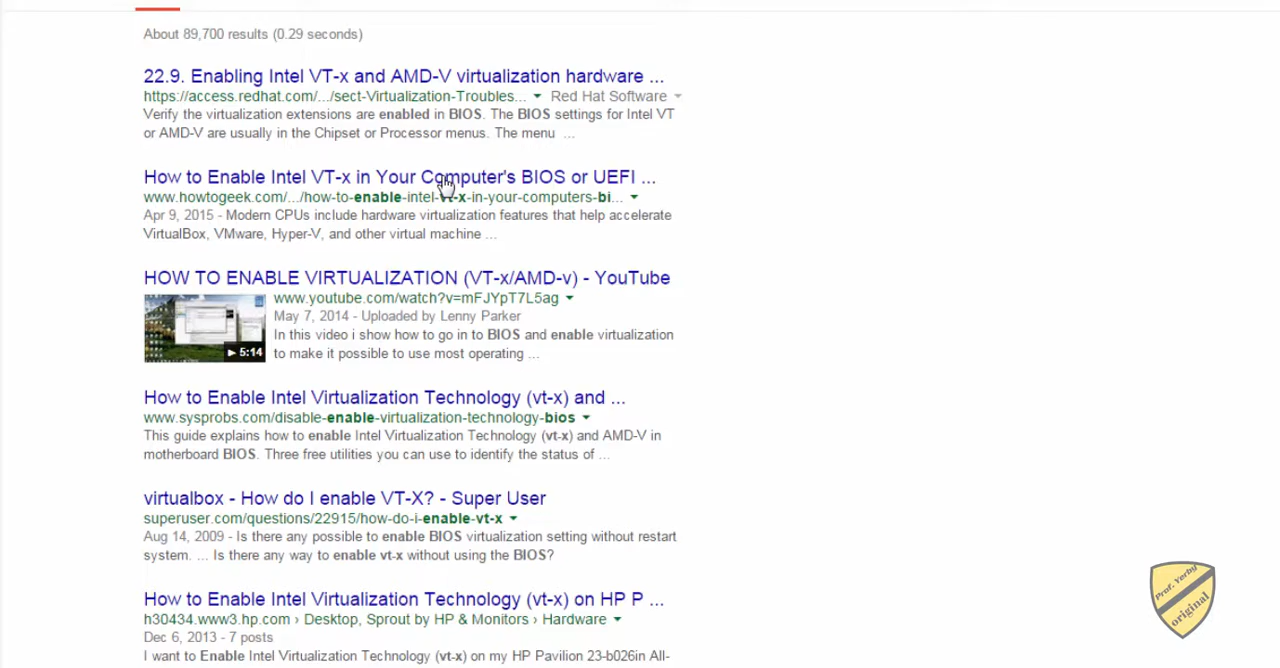 About 89,700 results (0.29 seconds)
22.9. Enabling Intel VT-x and AMD-V virtualization hardware ...
https://access.redhat.com/.../sect-Virtualization-Troubles... Red Hat Software
Verify the virtualization extensions are enabled in BIOS. The BIOS settings for Intel VT
or AMD-V are usually in the Chipset or Processor menus. The menu ...
How to Enable Intel VT-x in Your Computer's BIOS or UEFI ...
www.howtogeek.com/.../how-to-enable-intel-vt-x-in-your-computers-bi...
Apr 9, 2015 - Modern CPUs include hardware virtualization features that help accelerate
VirtualBox, VMware, Hyper-V, and other virtual machine ...
HOW TO ENABLE VIRTUALIZATION (VT-x/AMD-v) - YouTube
www.youtube.com/watch?v=mFJYpT7L5ag
May 7, 2014 - Uploaded by Lenny Parker
In this video i show how to go in to BIOS and enable virtualization
5:14
to make it possible to use most operating ...
How to Enable Intel Virtualization Technology (vt-x) and ...
www.sysprobs.com/disable-enable-virtualization-technology-bios
This guide explains how to enable Intel Virtualization Technology (vt-x) and AMD-V in
motherboard BIOS. Three free utilities you can use to identify the status of ...
virtualbox - How do I enable VT-X? - Super User
superuser.com/questions/22915/how-do-i-enable-vt-x
Aug 14, 2009 - Is there any possible to enable BIOS virtualization setting without restart
system. ... Is there any way to enable vt-x without using the BIOS?
How to Enable Intel Virtualization Technology (vt-x) on HP P ...
h30434.www3.hp.com › Desktop, Sprout by HP & Monitors › Hardware
Dec 6, 2013 - 7 posts
I want to Enable Intel Virtualization Technology (vt-x) on my HP Pavilion 23-b026in All-
Prof. Yerby
original